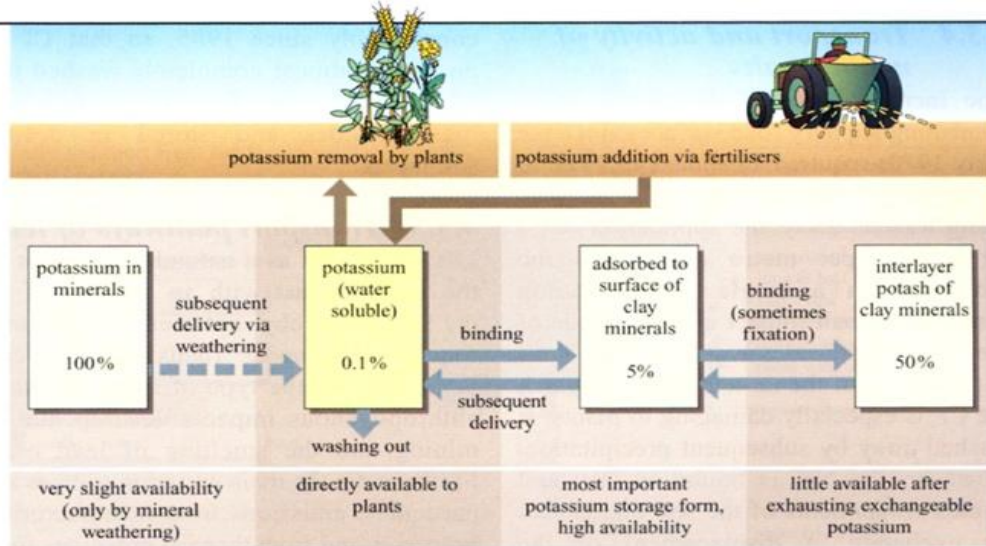 potassium removal by plants
potassium addition via fertilisers
potassium in
minerals
100%
subsequent
delivery via
weathering
potassium
(water
soluble)
0.1%
binding
subsequent
delivery
washing out
adsorbed to
surface of
clay
minerals
5%
binding
(sometimes
fixation)
interlayer
potash of
clay minerals
50%
very slight availability
(only by mineral
weathering)
directly available to
plants
most important
potassium storage form,
high availability
little available after
exhausting exchangeable
potassium